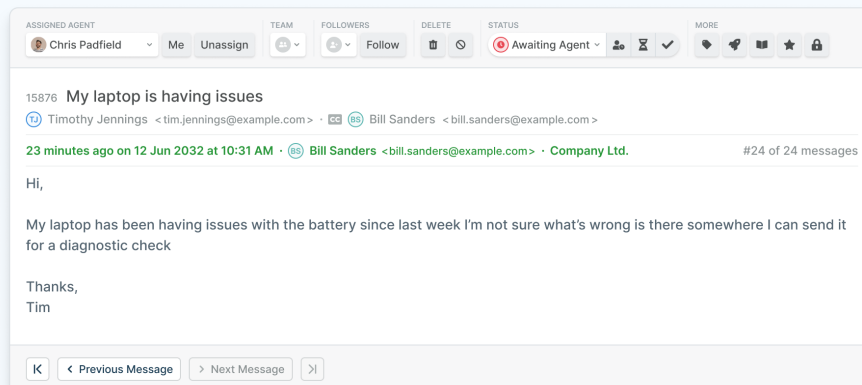 ASSIGNED AGENT TEAM FOLLOWERS DELETE STATUS MORE
Chris Padfield Me Unassign Follow Awaiting Agent
15876 My laptop is having issues
TJ Timothy Jennings <tim.jennings@example.com> · CC BS Bill Sanders <bill.sanders@example.com>
23 minutes ago on 12 Jun 2032 at 10:31 AM · BS Bill Sanders <bill.sanders@example.com> · Company Ltd. #24 of 24 messages
Hi,
My laptop has been having issues with the battery since last week I'm not sure what's wrong is there somewhere I can send it
for a diagnostic check
Thanks,
Tim
Previous Message Next Message